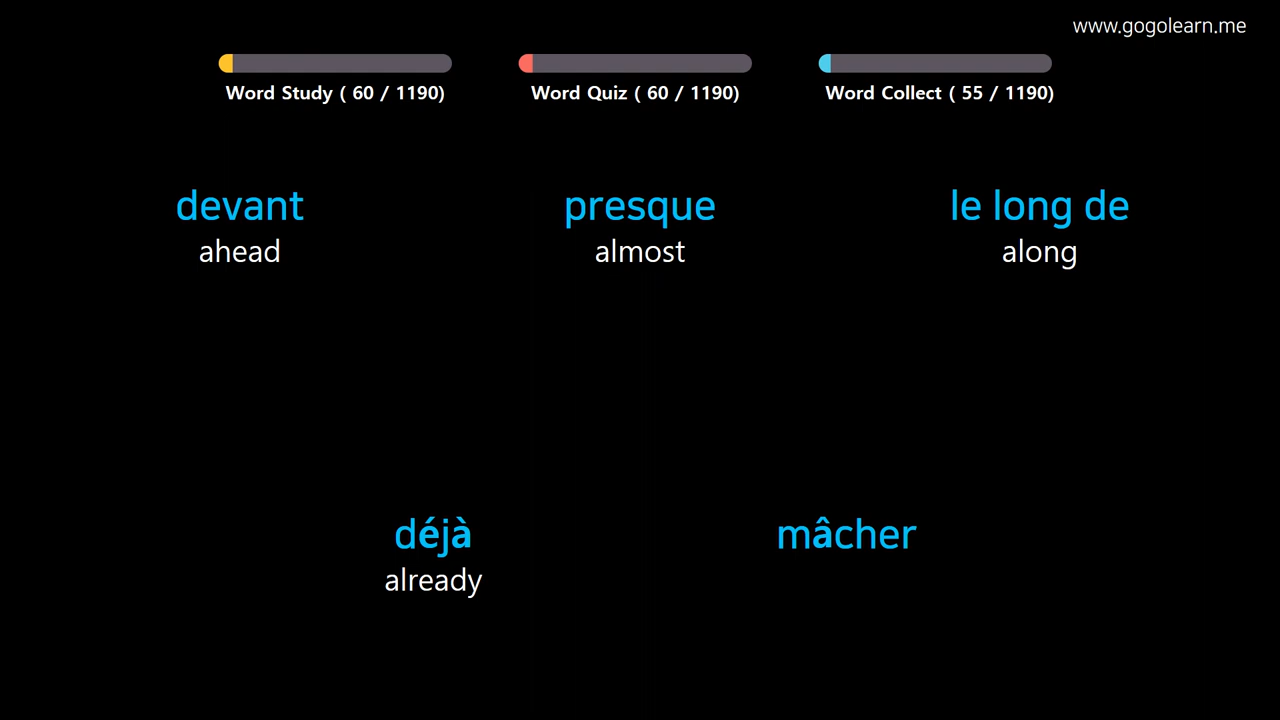 www.gogolearn.me
Word Study ( 60 / 1190)
Word Quiz ( 60 / 1190)
Word Collect ( 55 / 1190)
devant
ahead
presque
almost
le long de
along
déjà
already
mâcher